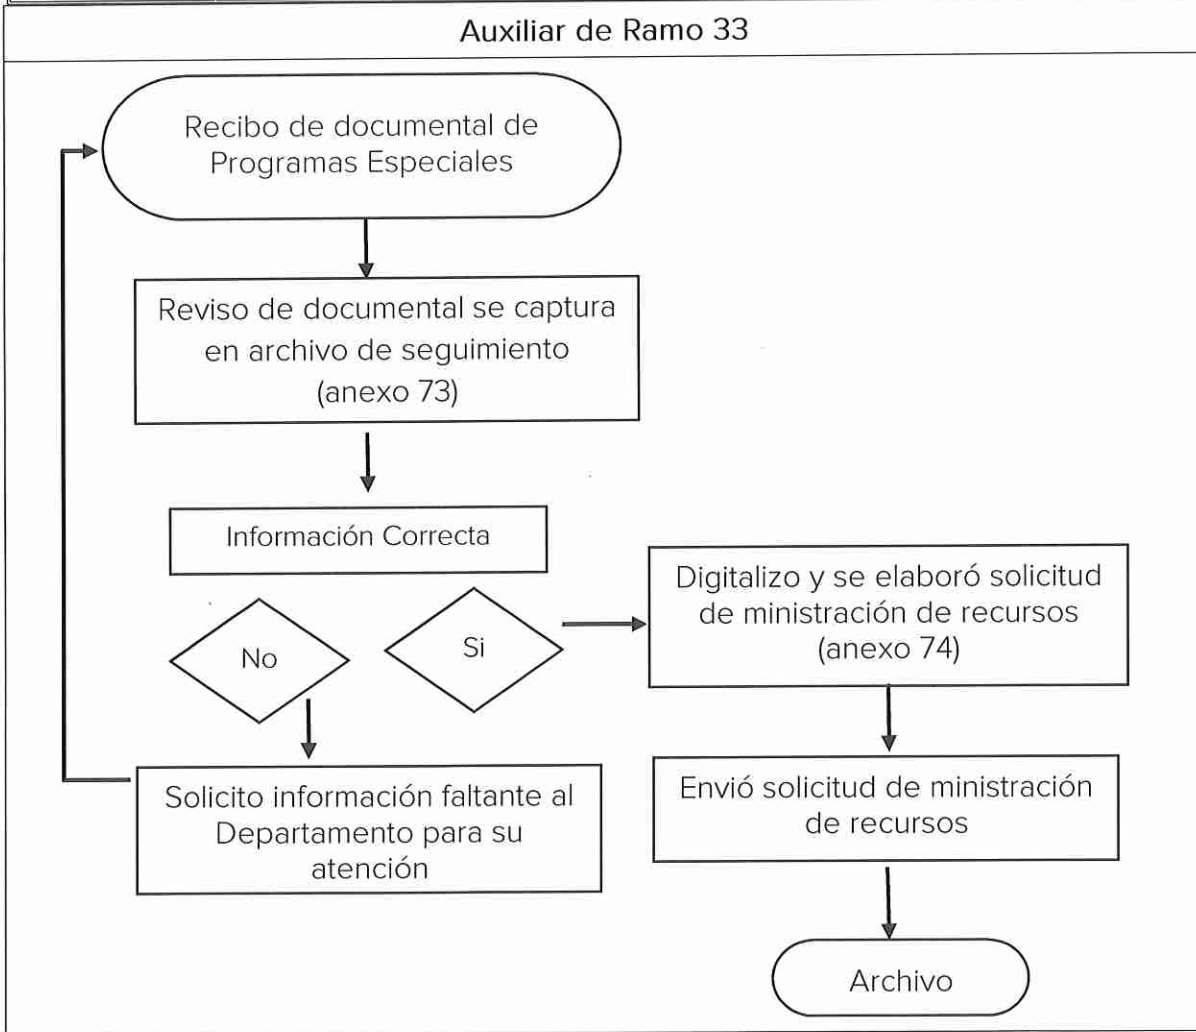 Auxiliar de Ramo 33
Recibo de documental de
Programas Especiales
Reviso de documental se captura
en archivo de seguimiento
(anexo 73)
Información Correcta
No
Si
Digitalizo y se elaboró solicitud
de ministración de recursos
(anexo 74)
Solicito información faltante al
Departamento para su
atención
Envió solicitud de ministración
de recursos
Archivo